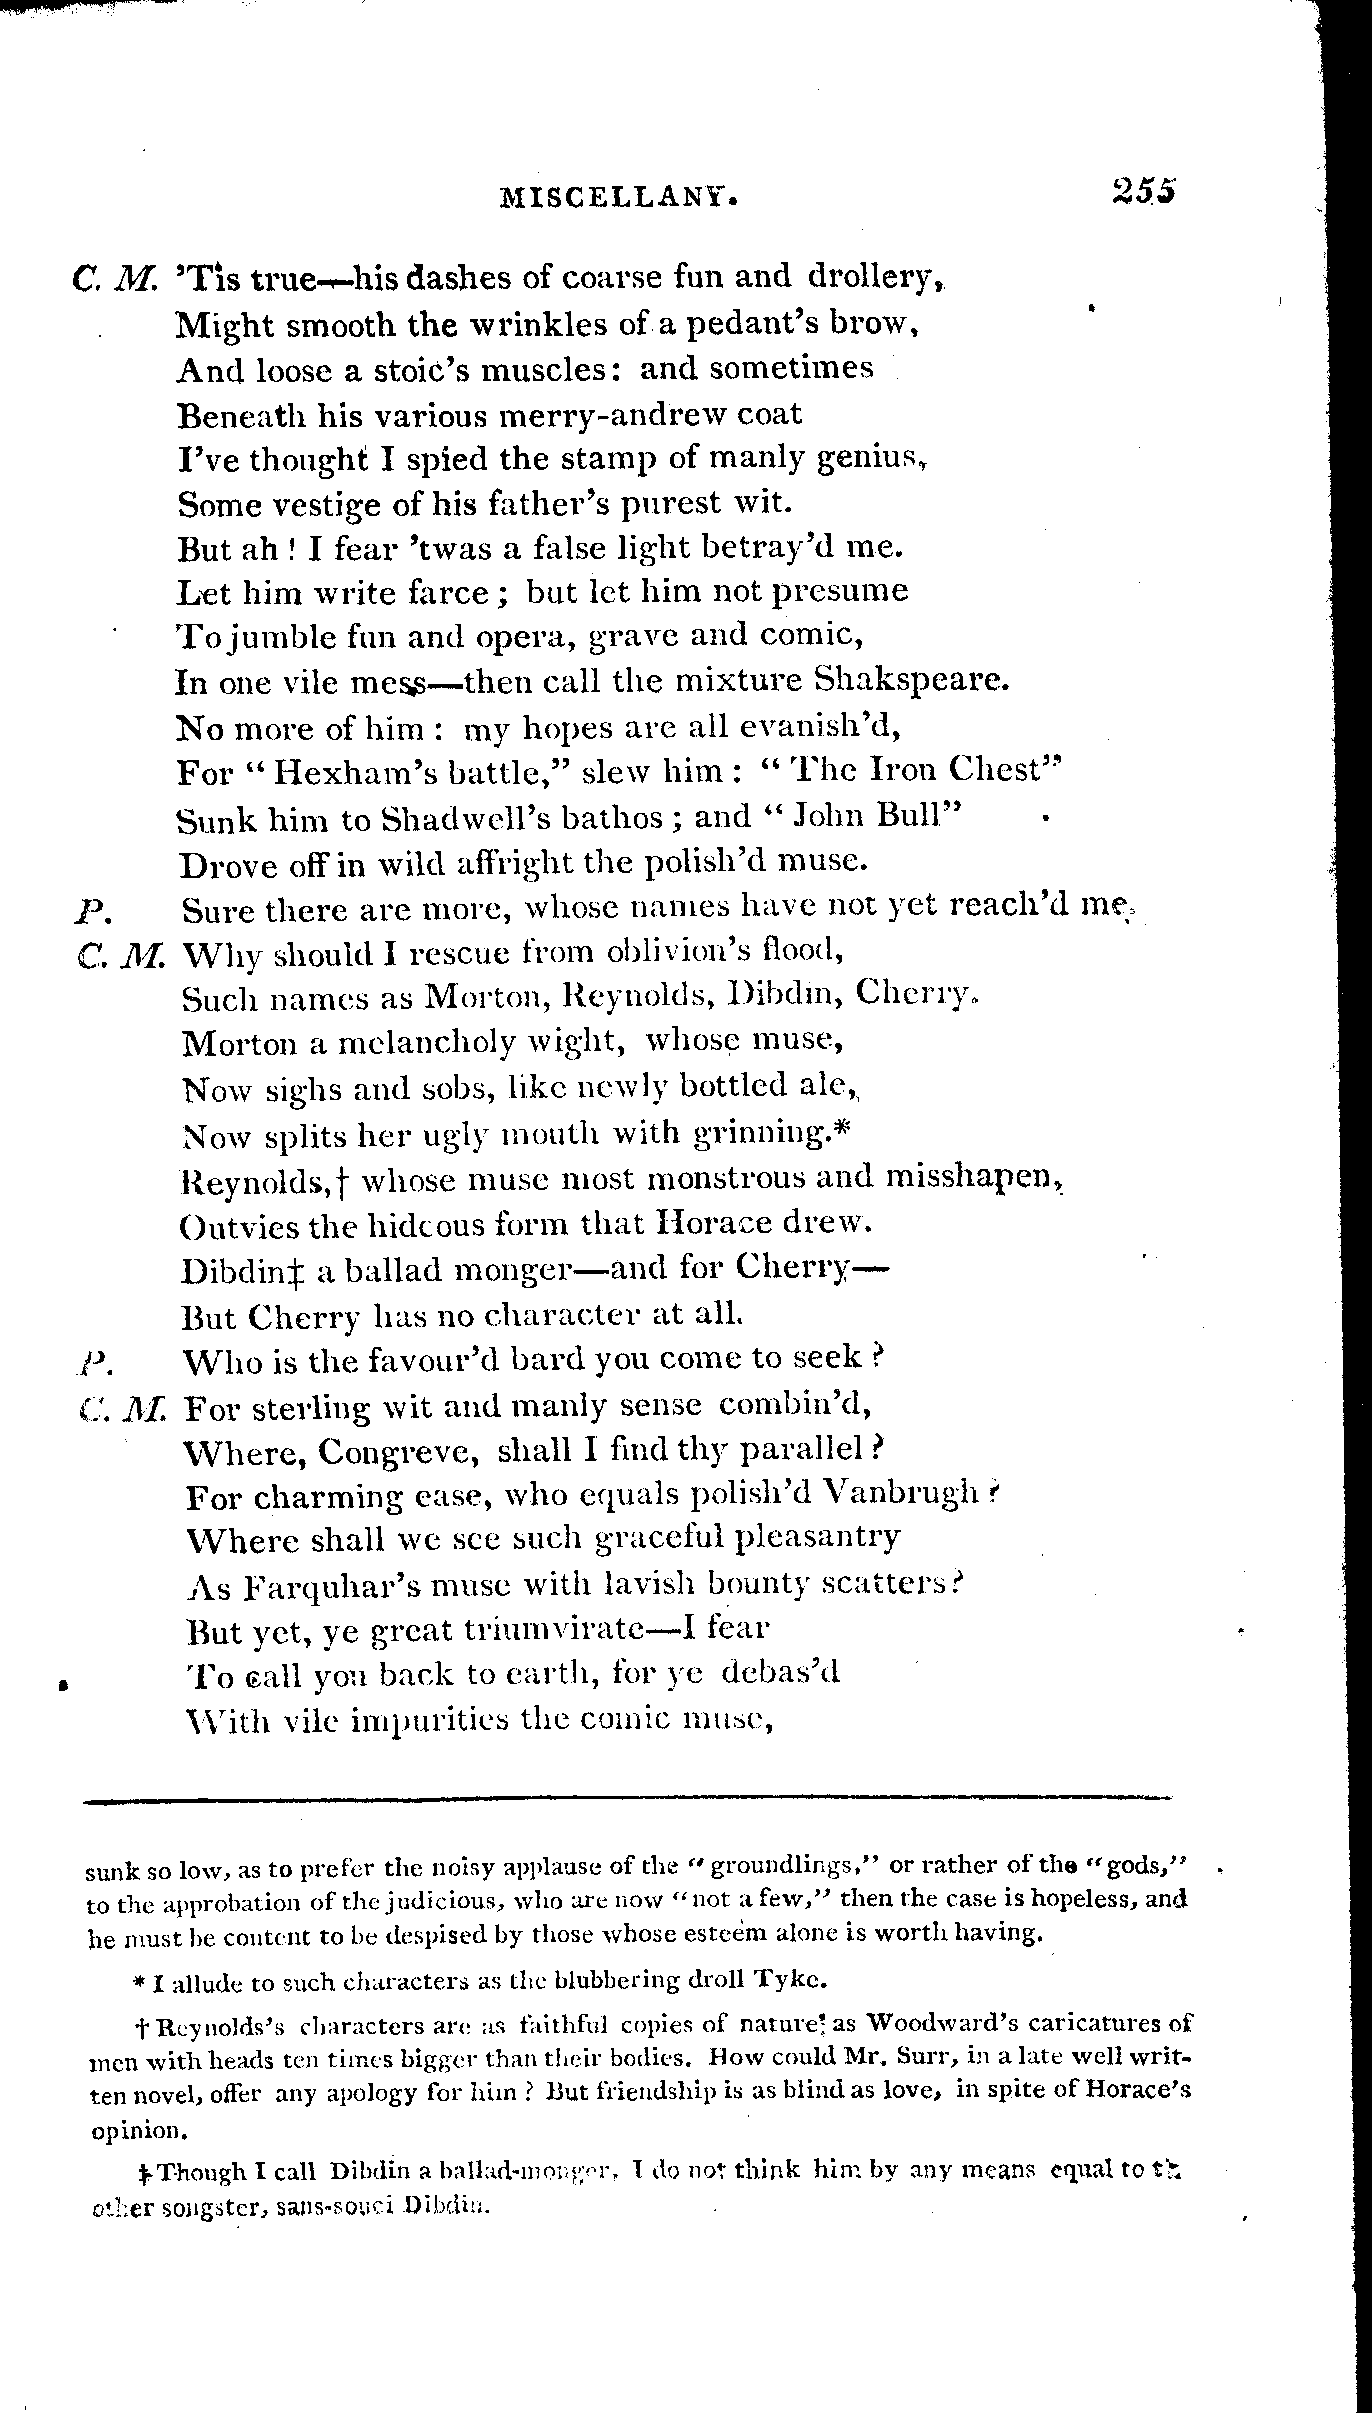 MISCELLANY. 255
C. M. 'Tis true—his dashes of coarse fun and drollery,
Might smooth the wrinkles of a pedant's brow,
And loose a stoic's muscles: and sometimes
Beneath his various merry-andrew coat
I've thought I spied the stamp of manly genius,
Some vestige of his father's purest wit.
But ah! I fear 'twas a false light betray'd me.
Let him write farce; but let him not presume
To jumble fun and opera, grave and comic,
In one vile mess—then call the mixture Shakspeare.
No more of him: my hopes are all evanish'd,
For "Hexham's battle," slew him: "The Iron Chest"
Sunk him to Shadwell's bathos; and "John Bull"
Drove off in wild affright the polish'd muse.
P. Sure there are more, whose names have not yet reach'd me.
C. M. Why should I rescue from oblivion's flood,
Such names as Morton, Reynolds, Dibdin, Cherry.
Morton a melancholy wight, whose muse,
Now sighs and sobs, like newly bottled ale,
Now splits her ugly mouth with grinning.*
Reynolds,† whose muse most monstrous and misshapen,
Outvies the hideous form that Horace drew.
Dibdin‡ a ballad monger—and for Cherry—
But Cherry has no character at all.
P. Who is the favour'd bard you come to seek?
C. M. For sterling wit and manly sense combin'd,
Where, Congreve, shall I find thy parallel?
For charming ease, who equals polish'd Vanbrugh?
Where shall we see such graceful pleasantry
As Farquhar's muse with lavish bounty scatters?
But yet, ye great triumvirate—I fear
To call you back to earth, for ye debas'd
With vile impurities the comic muse,
sunk so low, as to prefer the noisy applause of the "groundlings," or rather of the "gods,"
to the approbation of the judicious, who are now "not a few," then the case is hopeless, and
he must be content to be despised by those whose esteem alone is worth having.
* I allude to such characters as the blubbering droll Tyke.
† Reynolds's characters are as faithful copies of nature, as Woodward's caricatures of
men with heads ten times bigger than their bodies. How could Mr. Surr, in a late well writ-
ten novel, offer any apology for him? But friendship is as blind as love, in spite of Horace's
opinion.
‡ Though I call Dibdin a ballad-monger, I do not think him by any means equal to
other songster, sans-souci Dibdin.